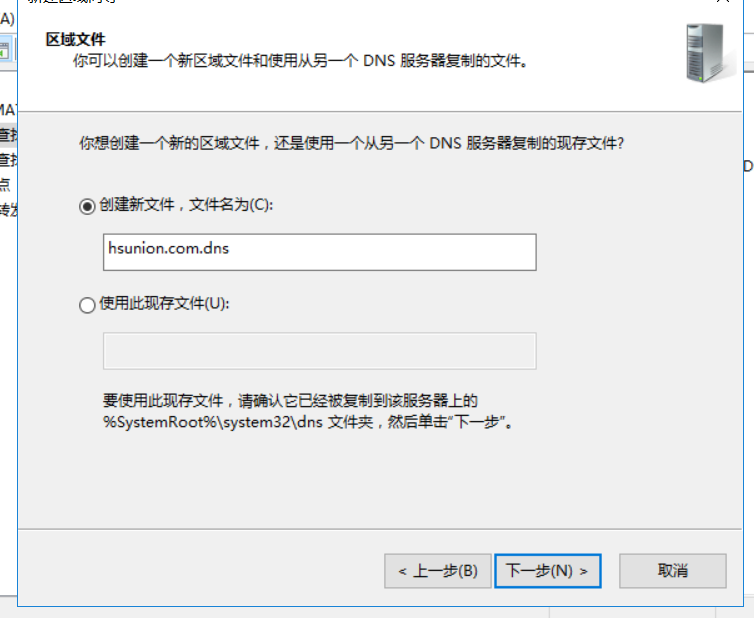 A)
区域文件
你可以创建一个新区域文件和使用从另一个 DNS 服务器复制的文件。
MA
查找
查找
点
转发
D
你想创建一个新的区域文件，还是使用一个从另一个 DNS 服务器复制的现存文件?
创建新文件，文件名为(C):
hsunion.com.dns
使用此现存文件(U):
要使用此现存文件，请确认它已经被复制到该服务器上的
%SystemRoot%\system32\dns 文件夹，然后单击“下一步”。
< 上一步(B)
下一步(N) >
取消